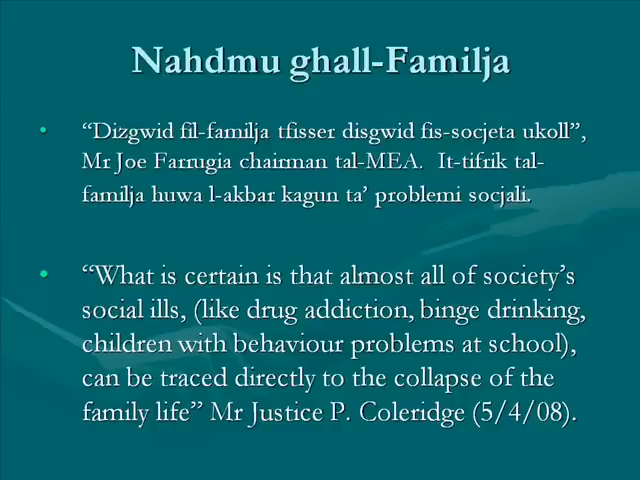 Nahdmu ghall-Familja
• “Dizgwid fil-familja tfisser disgwid fis-socjeta ukoll”,
Mr Joe Farrugia chairman tal-MEA. It-tifrik tal-
familja huwa l-akbar kagun ta’ problemi socjali.
• “What is certain is that almost all of society’s
social ills, (like drug addiction, binge drinking,
children with behaviour problems at school),
can be traced directly to the collapse of the
family life” Mr Justice P. Coleridge (5/4/08).